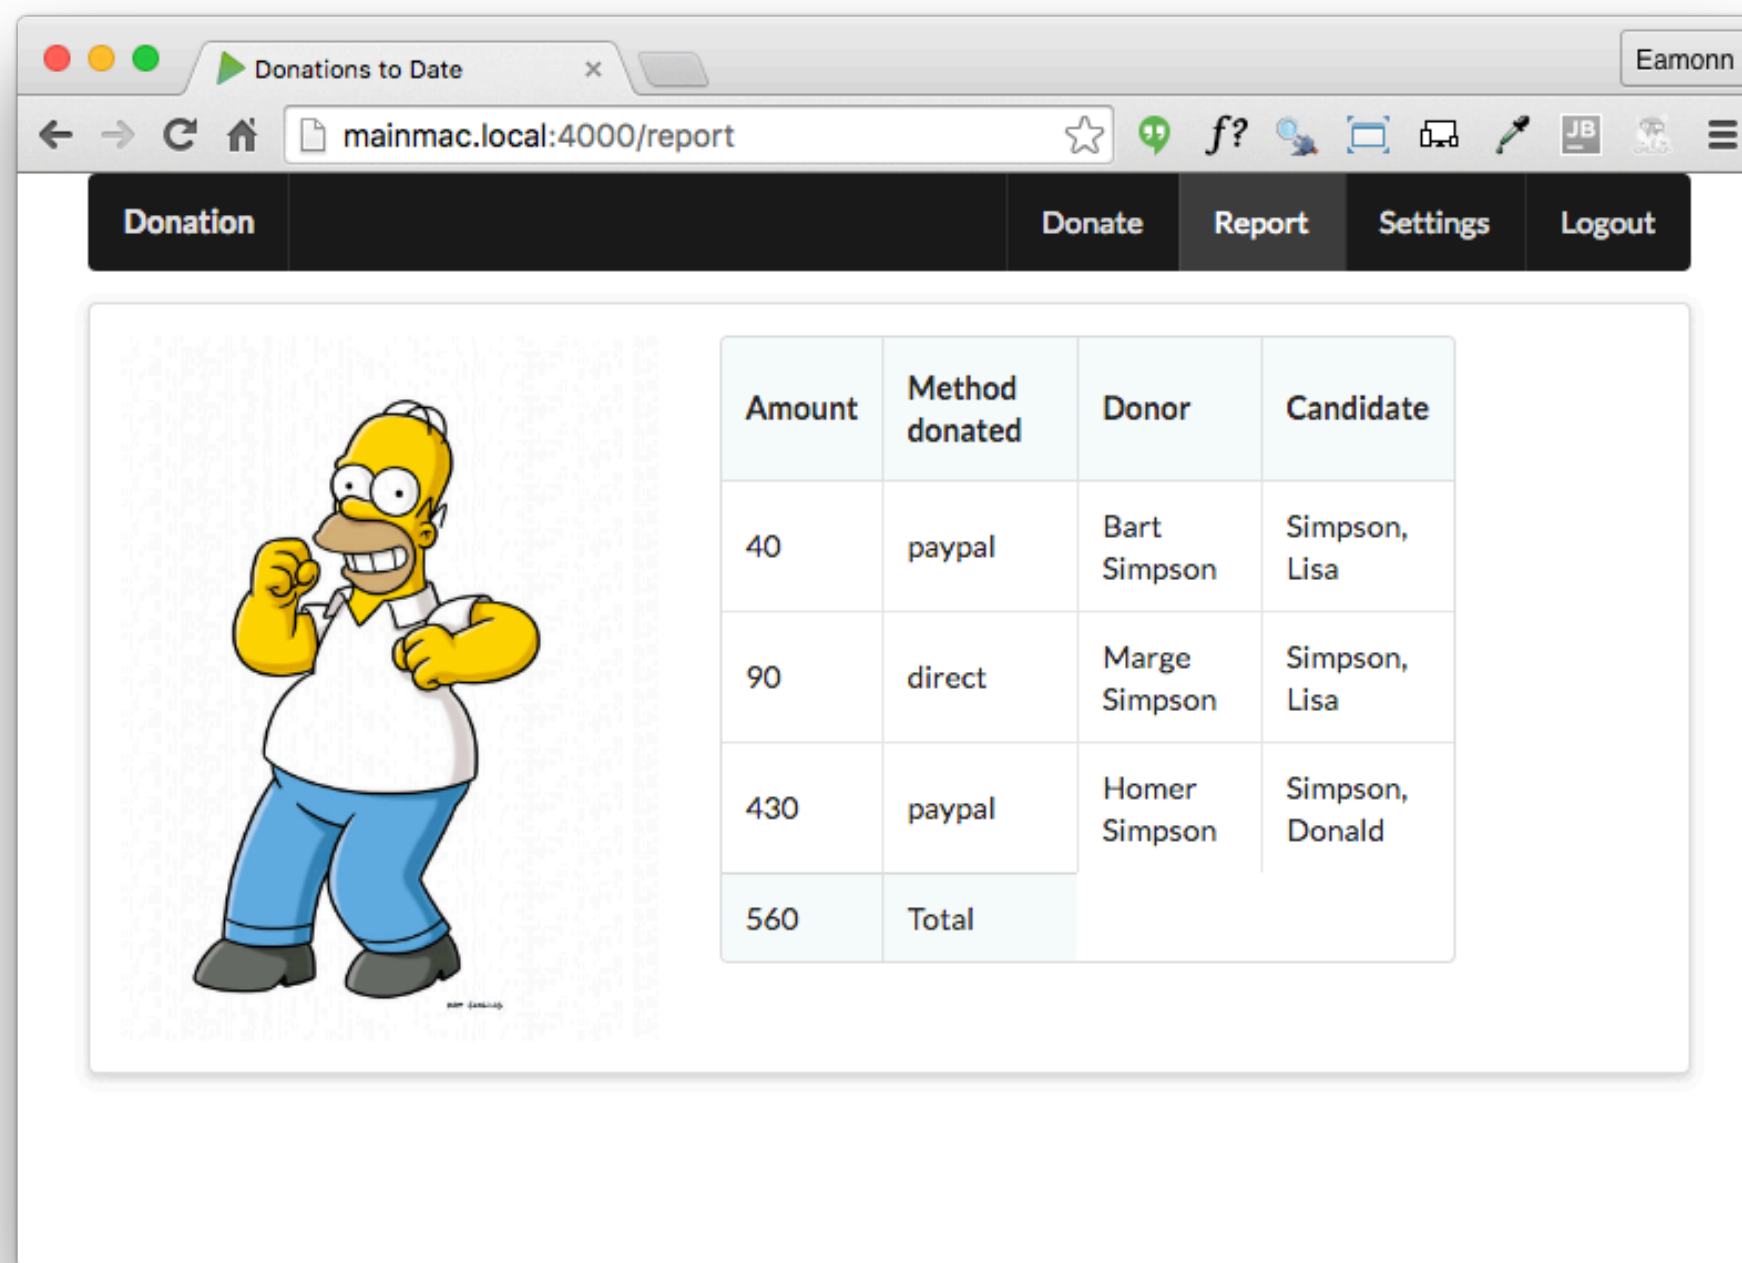 Donations to Date
Eamonn
mainmac.local:4000/report
f?
JB
Donation
Donate
Report
Settings
Logout
Amount
Method
donated
Donor
Candidate
40
paypal
Bart
Simpson
Simpson,
Lisa
90
direct
Marge
Simpson
Simpson,
Lisa
430
paypal
Homer
Simpson
Simpson,
Donald
560
Total